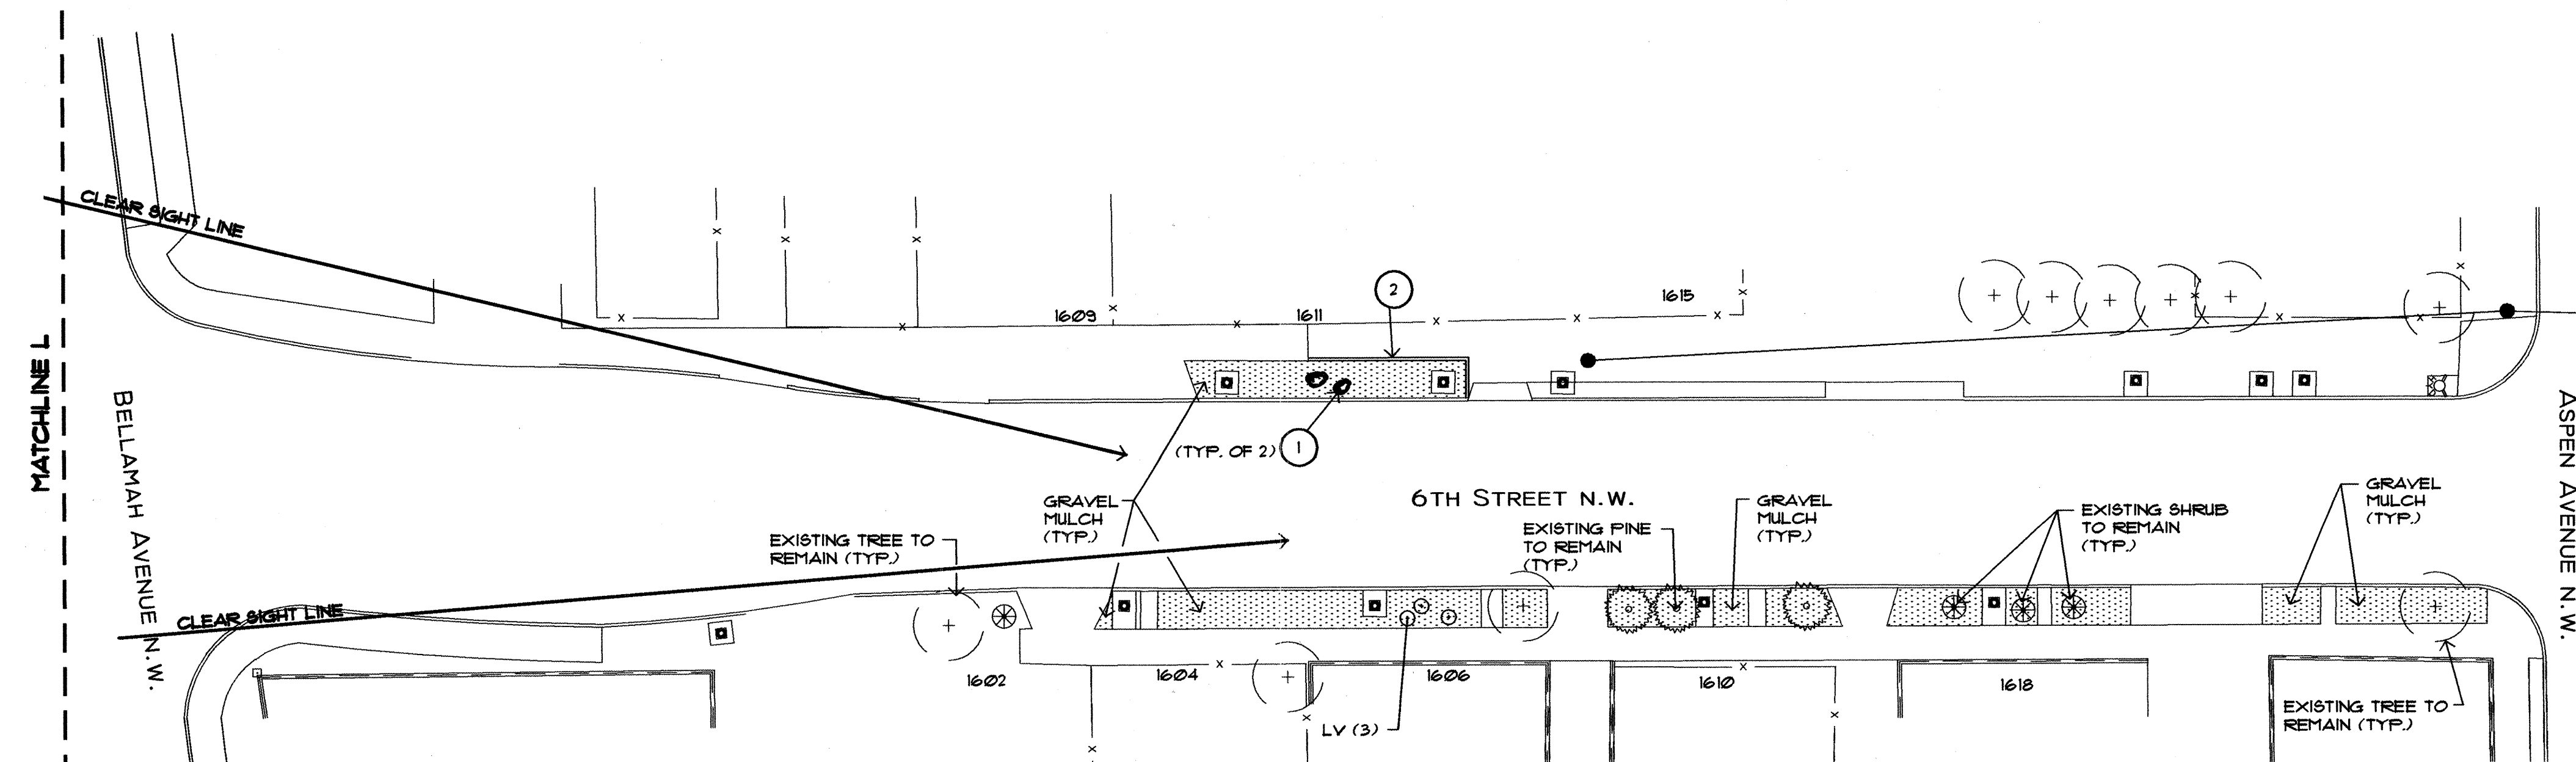 MATCHLINE L
BELLAMAH AVENUE N.W.
CLEAR SIGHT LINE
CLEAR SIGHT LINE
1609
1611
2
1615
(TYP. OF 2)
1
GRAVEL
MULCH
(TYP.)
EXISTING TREE TO
REMAIN (TYP.)
6TH STREET N.W.
EXISTING PINE
TO REMAIN
(TYP.)
GRAVEL
MULCH
(TYP.)
EXISTING SHRUB
TO REMAIN
(TYP.)
GRAVEL
MULCH
(TYP.)
ASPEN AVENUE N.W.
1602
1604
1606
1610
1618
LV (3)
EXISTING TREE TO
REMAIN (TYP.)